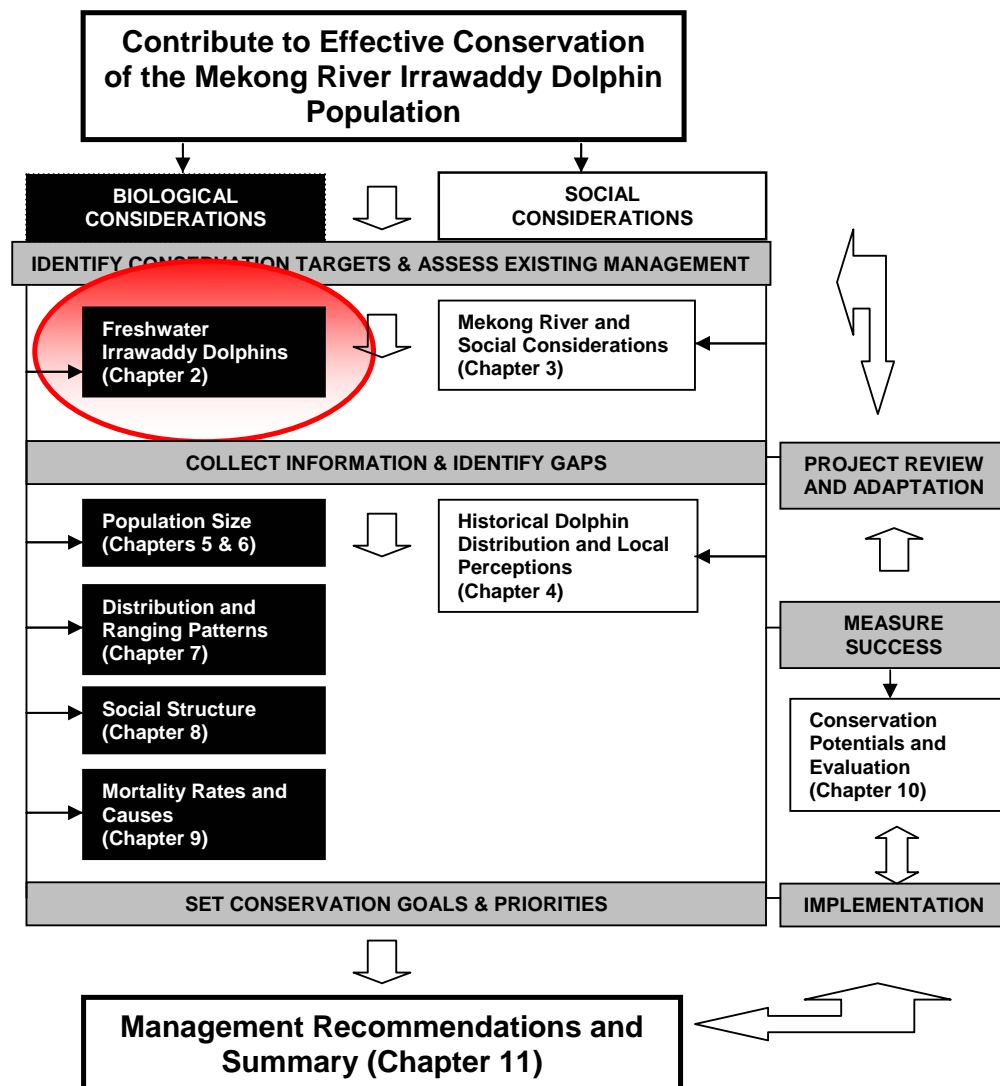 Contribute to Effective Conservation
of the Mekong River Irrawaddy Dolphin
Population
BIOLOGICAL
CONSIDERATIONS
SOCIAL
CONSIDERATIONS
IDENTIFY CONSERVATION TARGETS & ASSESS EXISTING MANAGEMENT
Freshwater
Irrawaddy Dolphins
(Chapter 2)
Mekong River and
Social Considerations
(Chapter 3)
COLLECT INFORMATION & IDENTIFY GAPS
PROJECT REVIEW
AND ADAPTATION
Population Size
(Chapters 5 & 6)
Historical Dolphin
Distribution and Local
Perceptions
(Chapter 4)
Distribution and
Ranging Patterns
(Chapter 7)
MEASURE
SUCCESS
Social Structure
(Chapter 8)
Conservation
Potentials and
Evaluation
(Chapter 10)
Mortality Rates and
Causes
(Chapter 9)
SET CONSERVATION GOALS & PRIORITIES
IMPLEMENTATION
Management Recommendations and
Summary (Chapter 11)